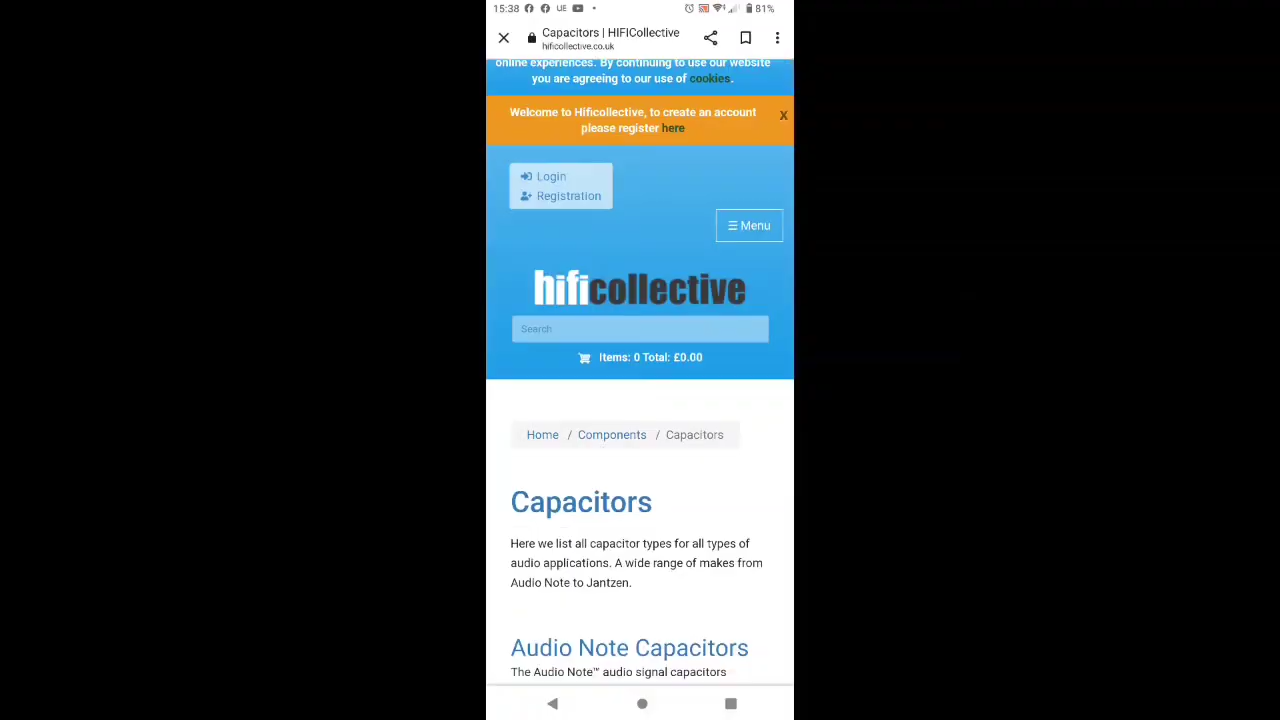 15:38 UE 81%
Capacitors | HIFICollective
hificollective.co.uk
online experiences. By continuing to use our website
you are agreeing to our use of cookies.
Welcome to Hificollective, to create an account
please register here
X
Login
Registration
☰ Menu
hificollective
Search
Items: 0 Total: £0.00
Home / Components / Capacitors
Capacitors
Here we list all capacitor types for all types of
audio applications. A wide range of makes from
Audio Note to Jantzen.
Audio Note Capacitors
The Audio Note™ audio signal capacitors